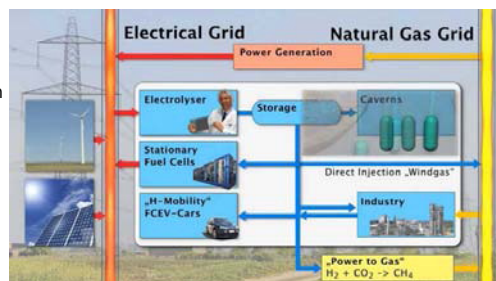 Electrical Grid
Natural Gas Grid
Power Generation
Electrolyser
Storage
Caverns
Stationary
Fuel Cells
Direct Injection „Windgas"
„H-Mobility"
FCEV-Cars
Industry
„Power to Gas"
H₂ + CO₂ -> CH₄